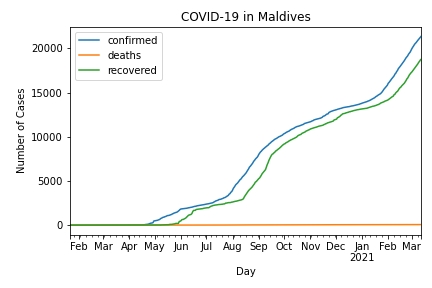 COVID-19 in Maldives
confirmed
deaths
recovered
Number of Cases
20000
15000
10000
5000
0
Feb Mar Apr May Jun Jul Aug Sep Oct Nov Dec Jan Feb Mar
2021
Day